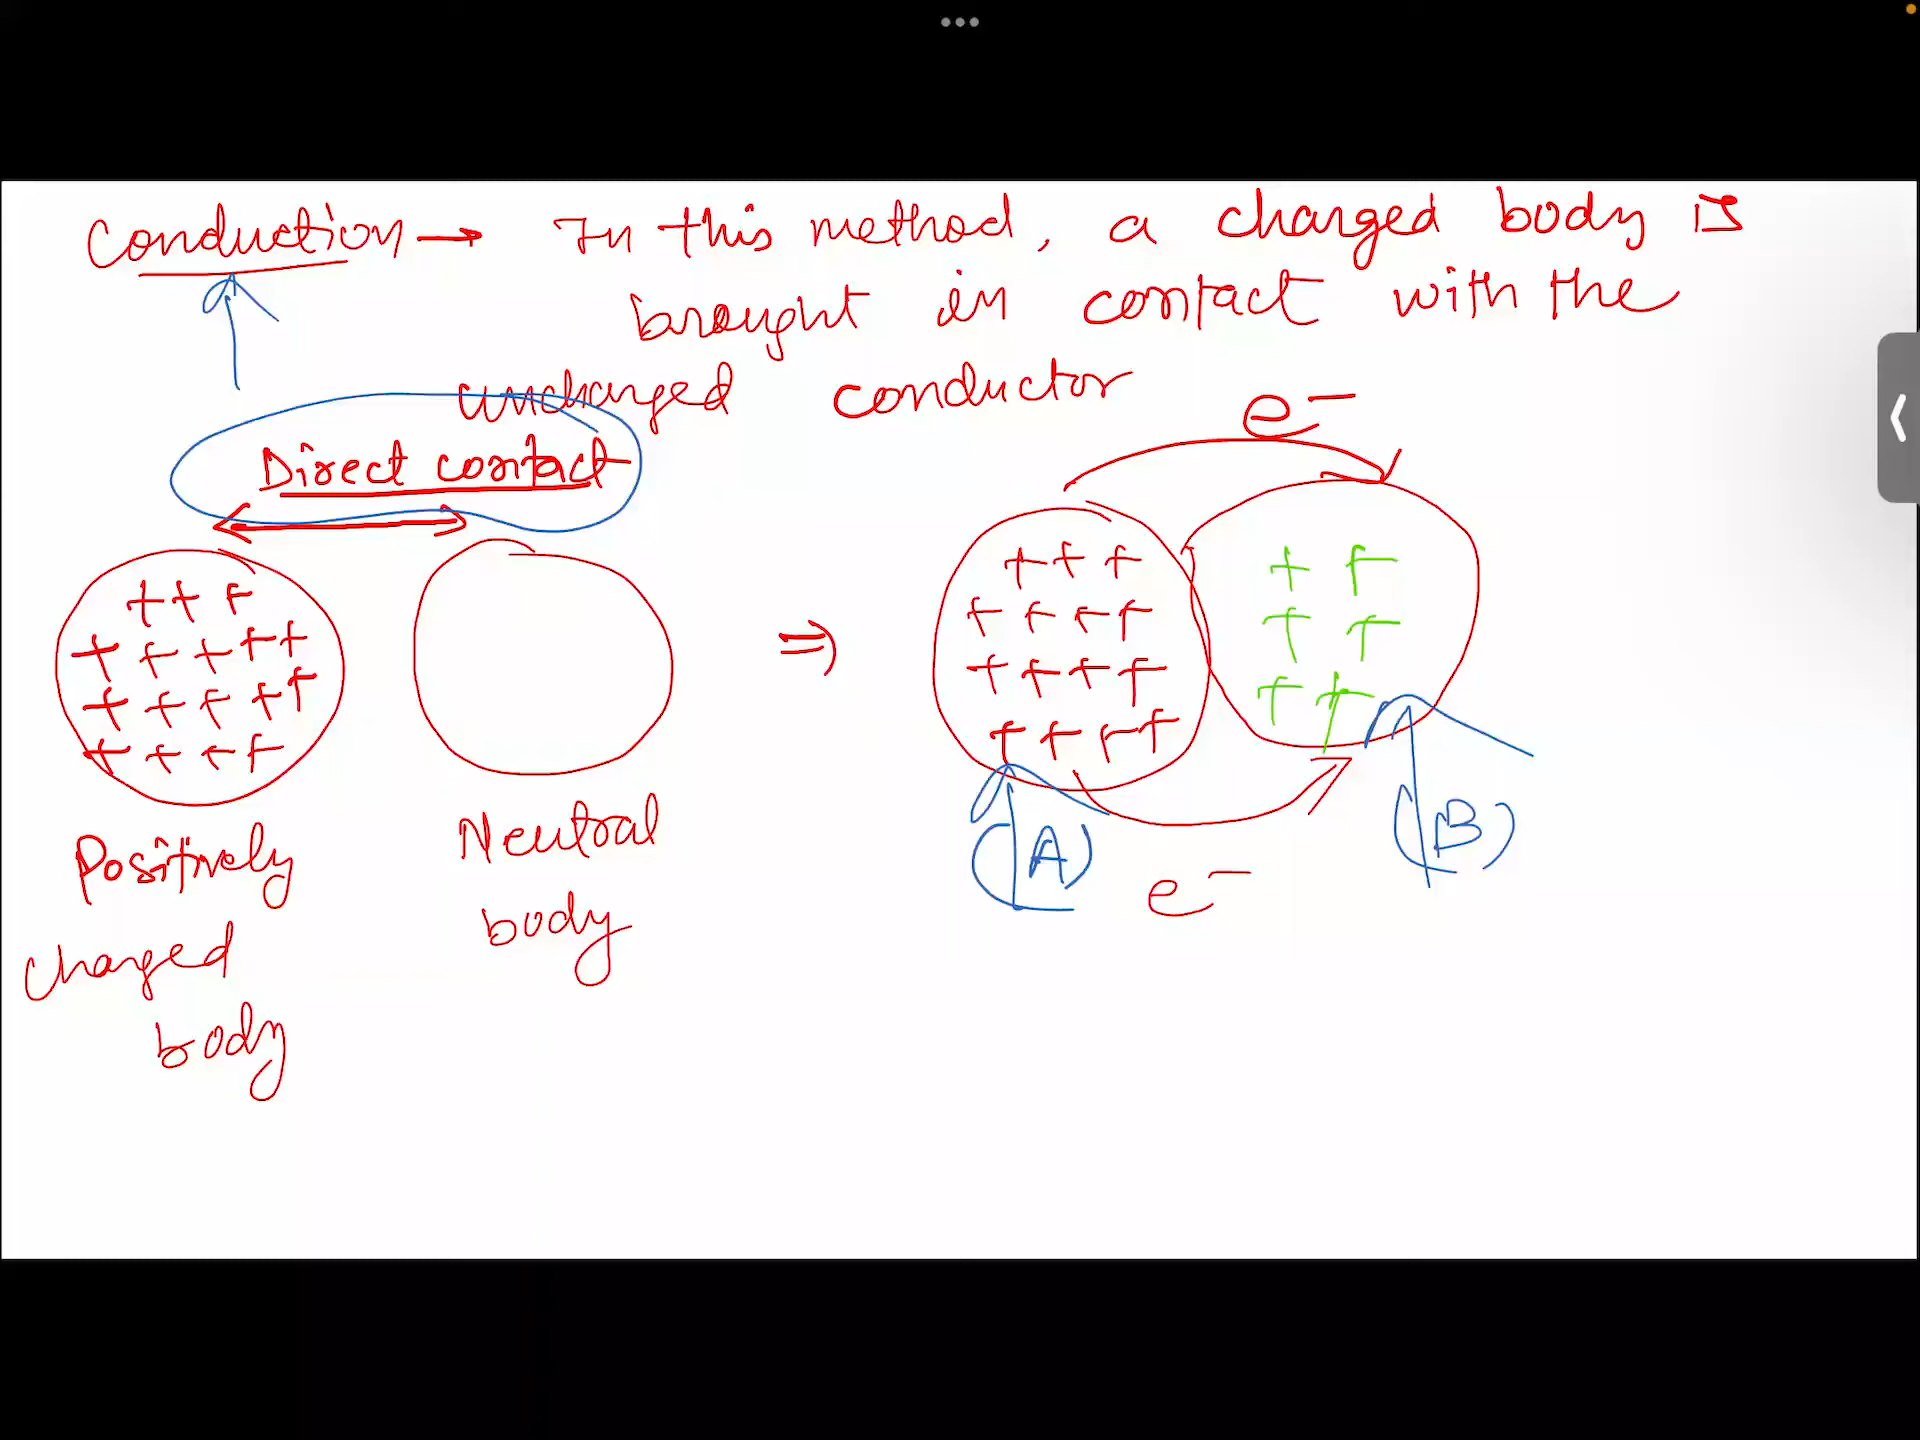 Conduction → In this method, a charged body is
brought in contact with the
uncharged conductor
Direct contact
e⁻
+ + +
+ + + + +
+ + + + +
+ + + +
⇒
+ + +
+ + + +
+ + + +
+ + + +
+ +
+ +
+ +
Positively
charged
body
Neutral
body
(A)
e⁻
(B)